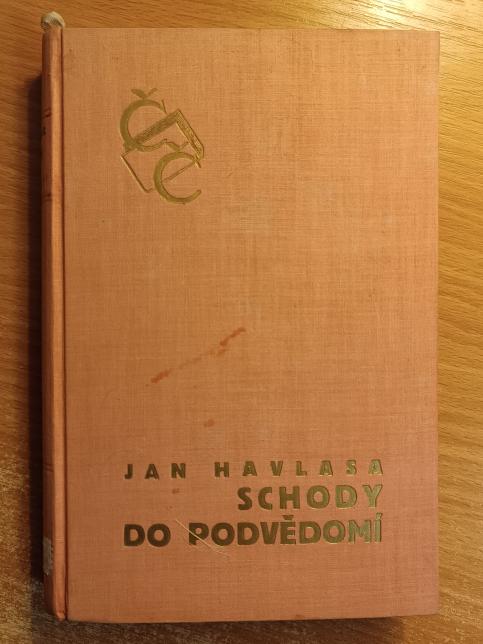 Č
Č
JAN HAVLASA
SCHODY
DO PODVĚDOMÍ